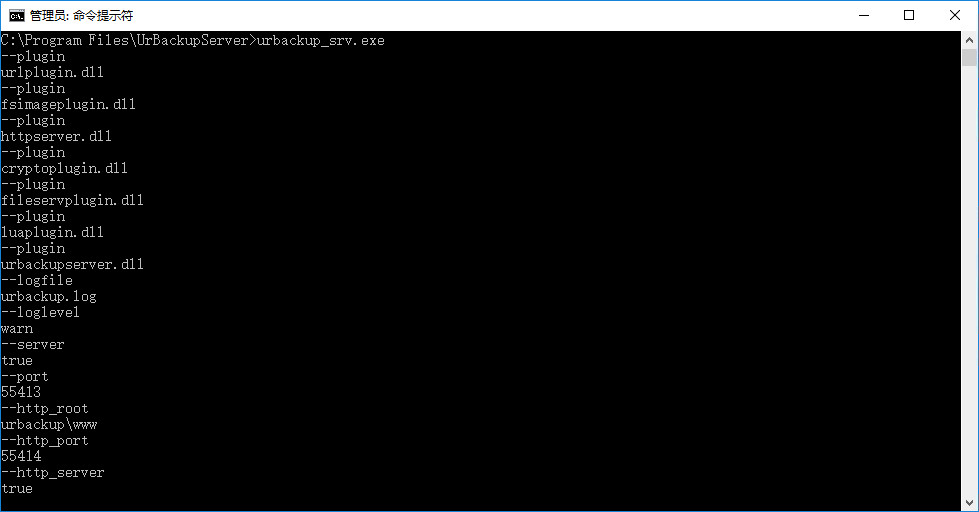 管理员: 命令提示符
C:\Program Files\UrBackupServer>urbackup_srv.exe
--plugin
urlplugin.dll
--plugin
fsimageplugin.dll
--plugin
httpserver.dll
--plugin
cryptoplugin.dll
--plugin
fileservplugin.dll
--plugin
luaplugin.dll
--plugin
urbackupserver.dll
--logfile
urbackup.log
--loglevel
warn
--server
true
--port
55413
--http_root
urbackup\www
--http_port
55414
--http_server
true